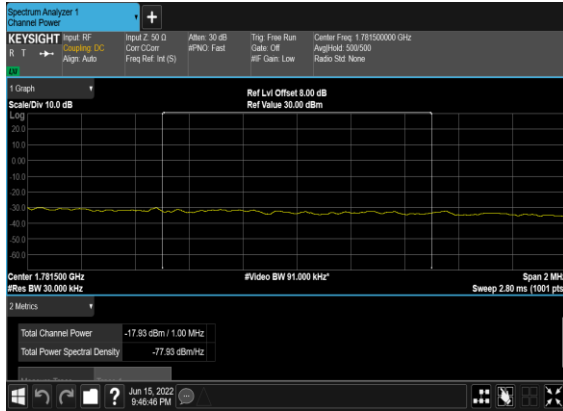 Spectrum Analyzer 1
Channel Power
+
KEYSIGHT
R T
LU
Input: RF
Coupling: DC
Align: Auto
Input Z: 50 Ω
Corr CCorr
Freq Ref: Int (S)
Atten: 30 dB
#PNO: Fast
Trig: Free Run
Gate: Off
#IF Gain: Low
Center Freq: 1.781500000 GHz
Avg|Hold: 500/500
Radio Std: None
1 Graph
Scale/Div 10.0 dB
Ref Lvl Offset 8.00 dB
Ref Value 30.00 dBm
Log
20.0
10.0
0.00
-10.0
-20.0
-30.0
-40.0
-50.0
-60.0
Center 1.781500 GHz
#Video BW 91.000 kHz*
Span 2 MHz
#Res BW 30.000 kHz
Sweep 2.80 ms (1001 pts
2 Metrics
Total Channel Power -17.93 dBm / 1.00 MHz
Total Power Spectral Density -77.93 dBm/Hz
?
Jun 15, 2022
9:46:46 PM